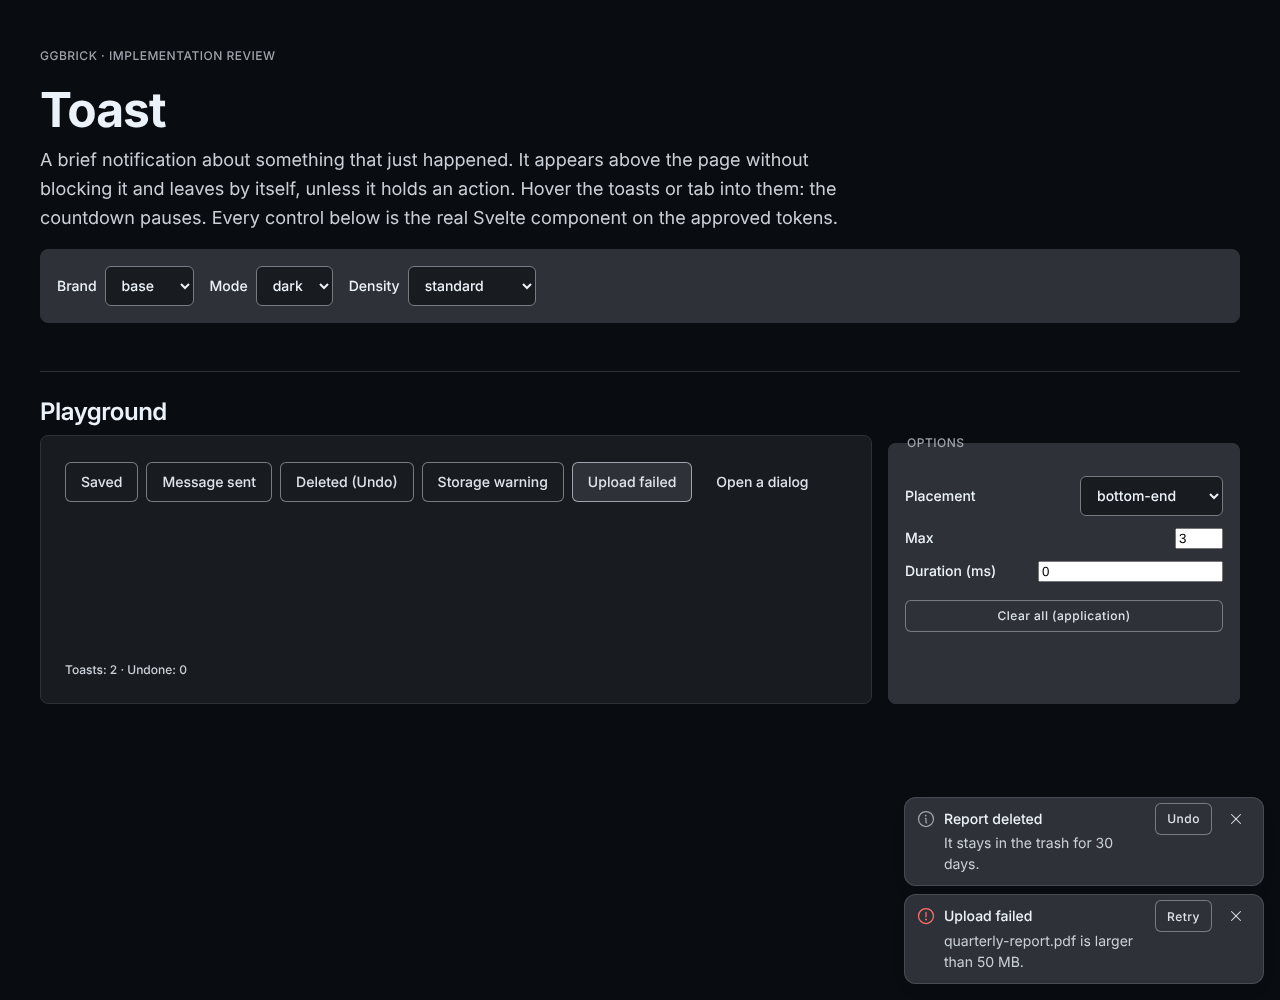 GGBRICK · IMPLEMENTATION REVIEW
Toast
A brief notification about something that just happened. It appears above the page without
blocking it and leaves by itself, unless it holds an action. Hover the toasts or tab into them: the
countdown pauses. Every control below is the real Svelte component on the approved tokens.
Brand base Mode dark Density standard
Playground
Saved Message sent Deleted (Undo) Storage warning Upload failed Open a dialog
Toasts: 2 · Undone: 0
OPTIONS
Placement bottom-end
Max 3
Duration (ms) 0
Clear all (application)
Report deleted Undo
It stays in the trash for 30
days.
Upload failed Retry
quarterly-report.pdf is larger
than 50 MB.